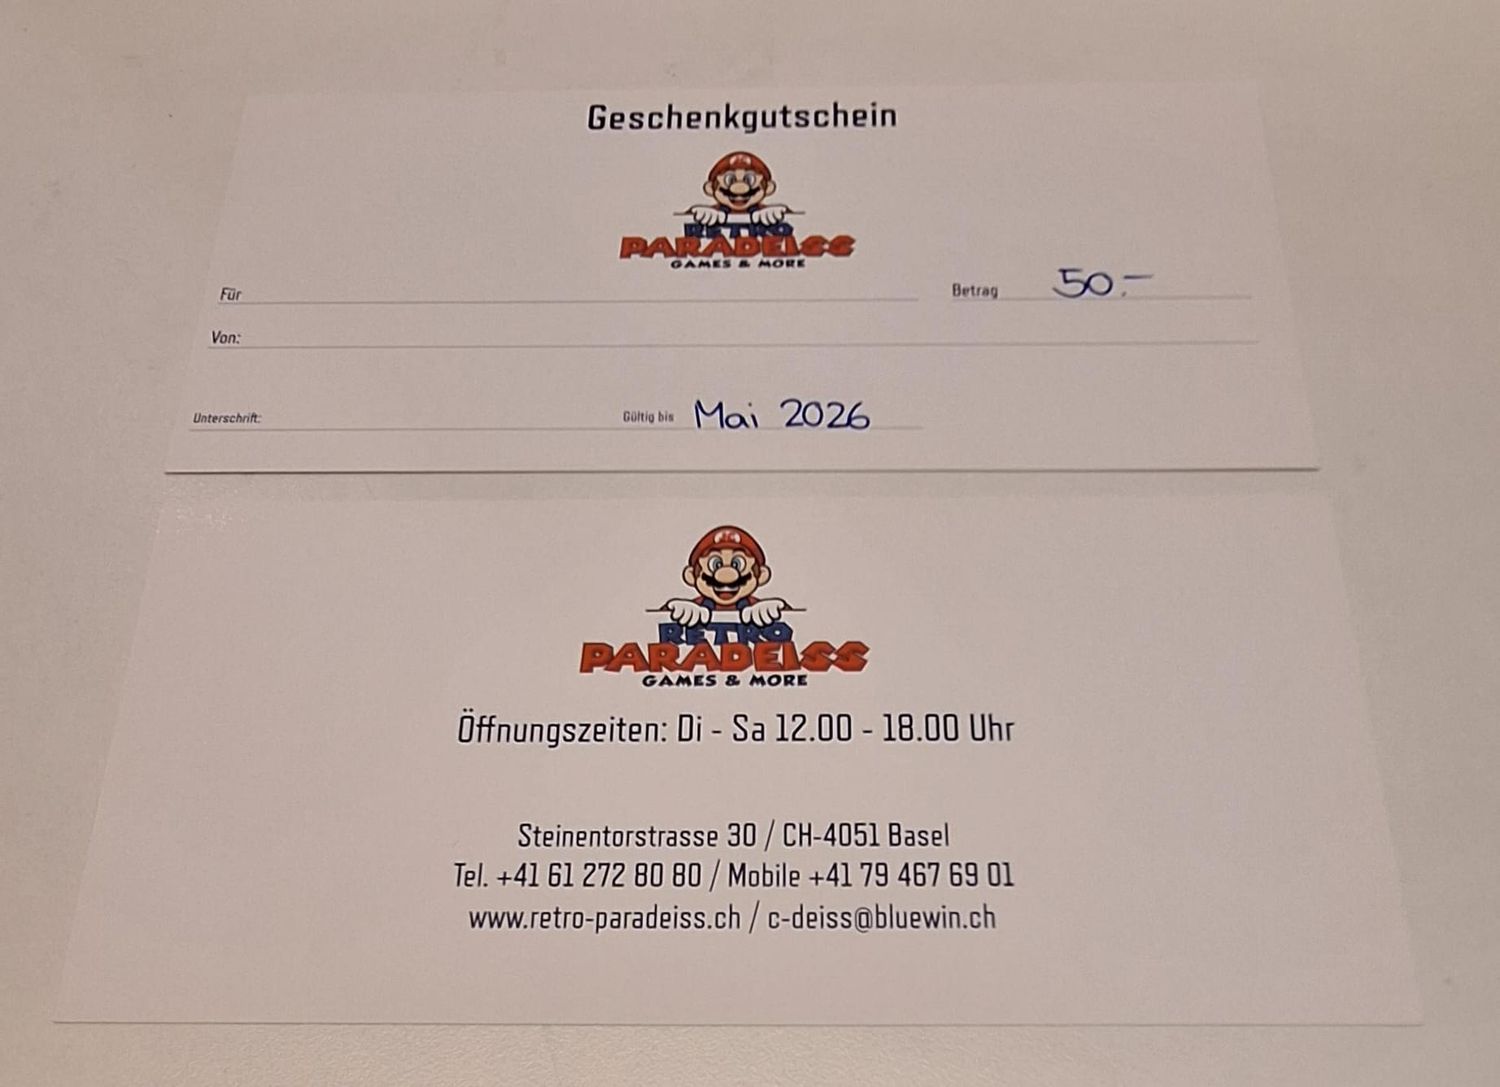 Geschenkgutschein
RETRO
PARADEISS
GAMES & MORE
Für
Betrag 50.-
Von:
Unterschrift:
Gültig bis Mai 2026
RETRO
PARADEISS
GAMES & MORE
Öffnungszeiten: Di - Sa 12.00 - 18.00 Uhr
Steinentorstrasse 30 / CH-4051 Basel
Tel. +41 61 272 80 80 / Mobile +41 79 467 69 01
www.retro-paradeiss.ch / c-deiss@bluewin.ch